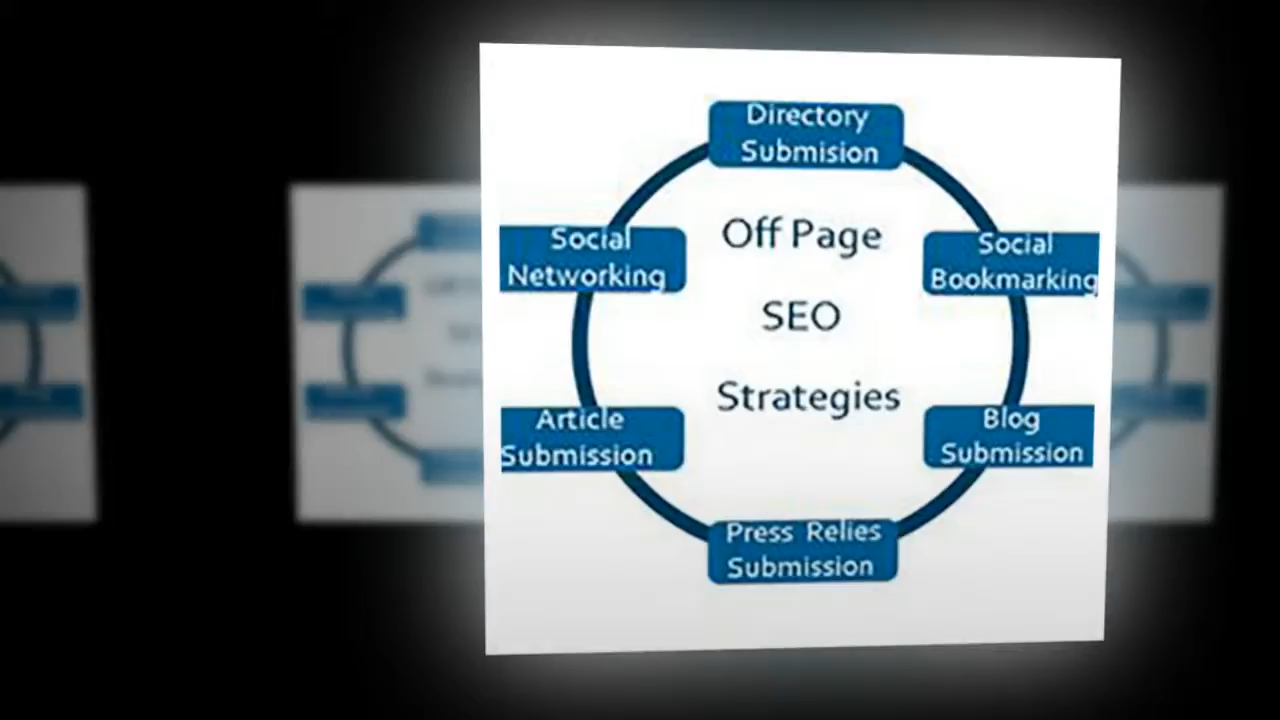 Directory
Submision
Off Page
SEO
Strategies
Social
Networking
Social
Bookmarking
Article
Submission
Blog
Submission
Press Relies
Submission